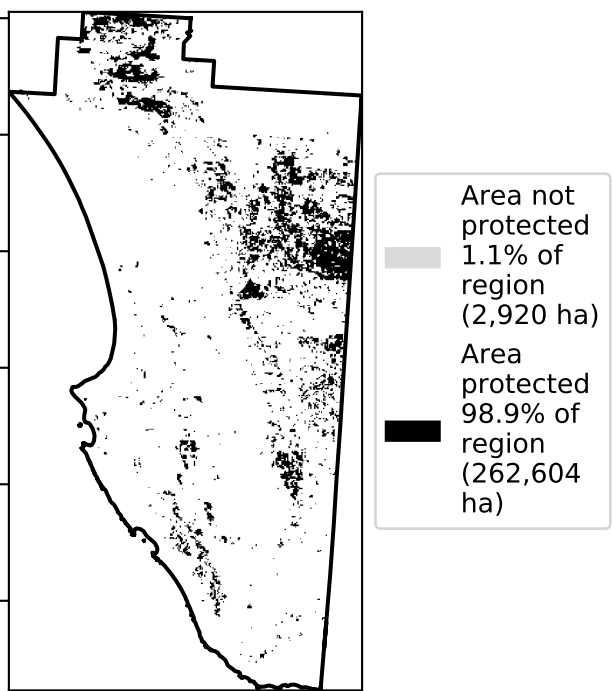 Area not
protected
1.1% of
region
(2,920 ha)
Area
protected
98.9% of
region
(262,604
ha)